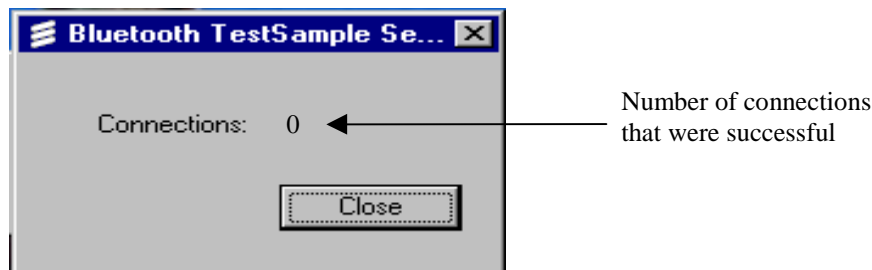 Bluetooth TestSample Se...
Connections: 0
Number of connections
that were successful
Close